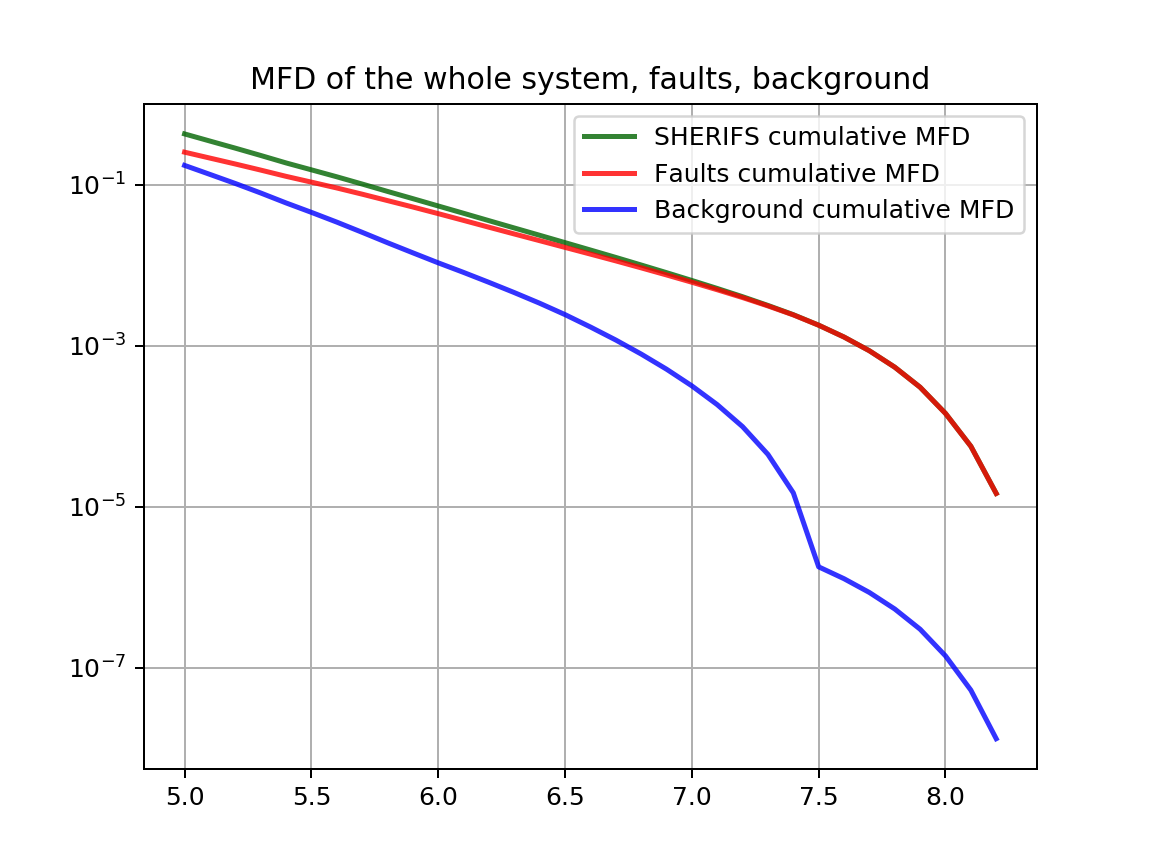 MFD of the whole system, faults, background
SHERIFS cumulative MFD
Faults cumulative MFD
Background cumulative MFD
10⁻¹
10⁻³
10⁻⁵
10⁻⁷
5.0 5.5 6.0 6.5 7.0 7.5 8.0